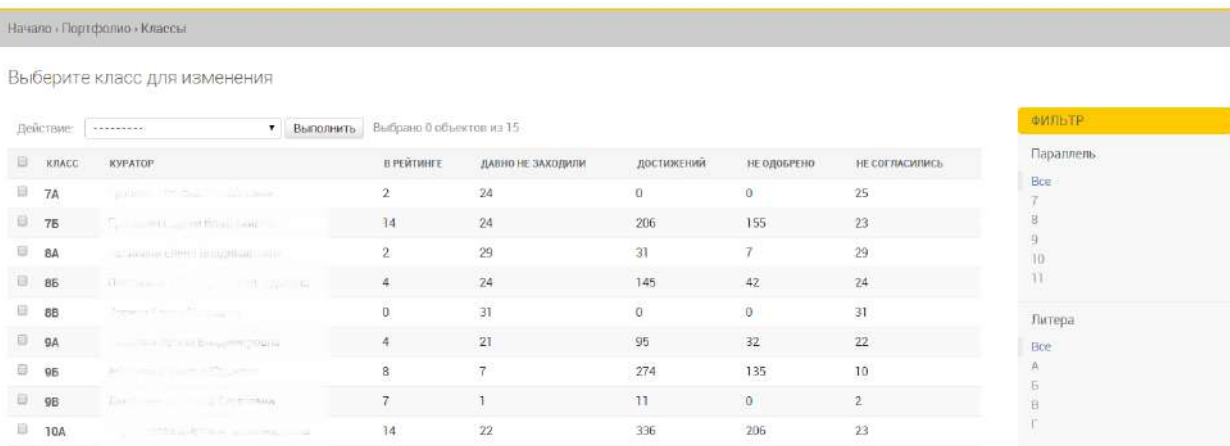 Начало › Портфолио › Классы
Выберите класс для изменения
Действие: --------- Выполнить Выбрано 0 объектов из 15
КЛАСС КУРАТОР В РЕЙТИНГЕ ДАВНО НЕ ЗАХОДИЛИ ДОСТИЖЕНИЙ НЕ ОДОБРЕНО НЕ СОГЛАСИЛИСЬ
7А 2 24 0 0 25
7Б 14 24 206 155 23
8А 2 29 31 7 29
8Б 4 24 145 42 24
8В 0 31 0 0 31
9А 4 21 95 32 22
9Б 8 7 274 135 10
9В 7 1 11 0 2
10А 14 22 336 206 23
ФИЛЬТР
Параллель
Все
7
8
9
10
11
Литера
Все
А
Б
В
Г